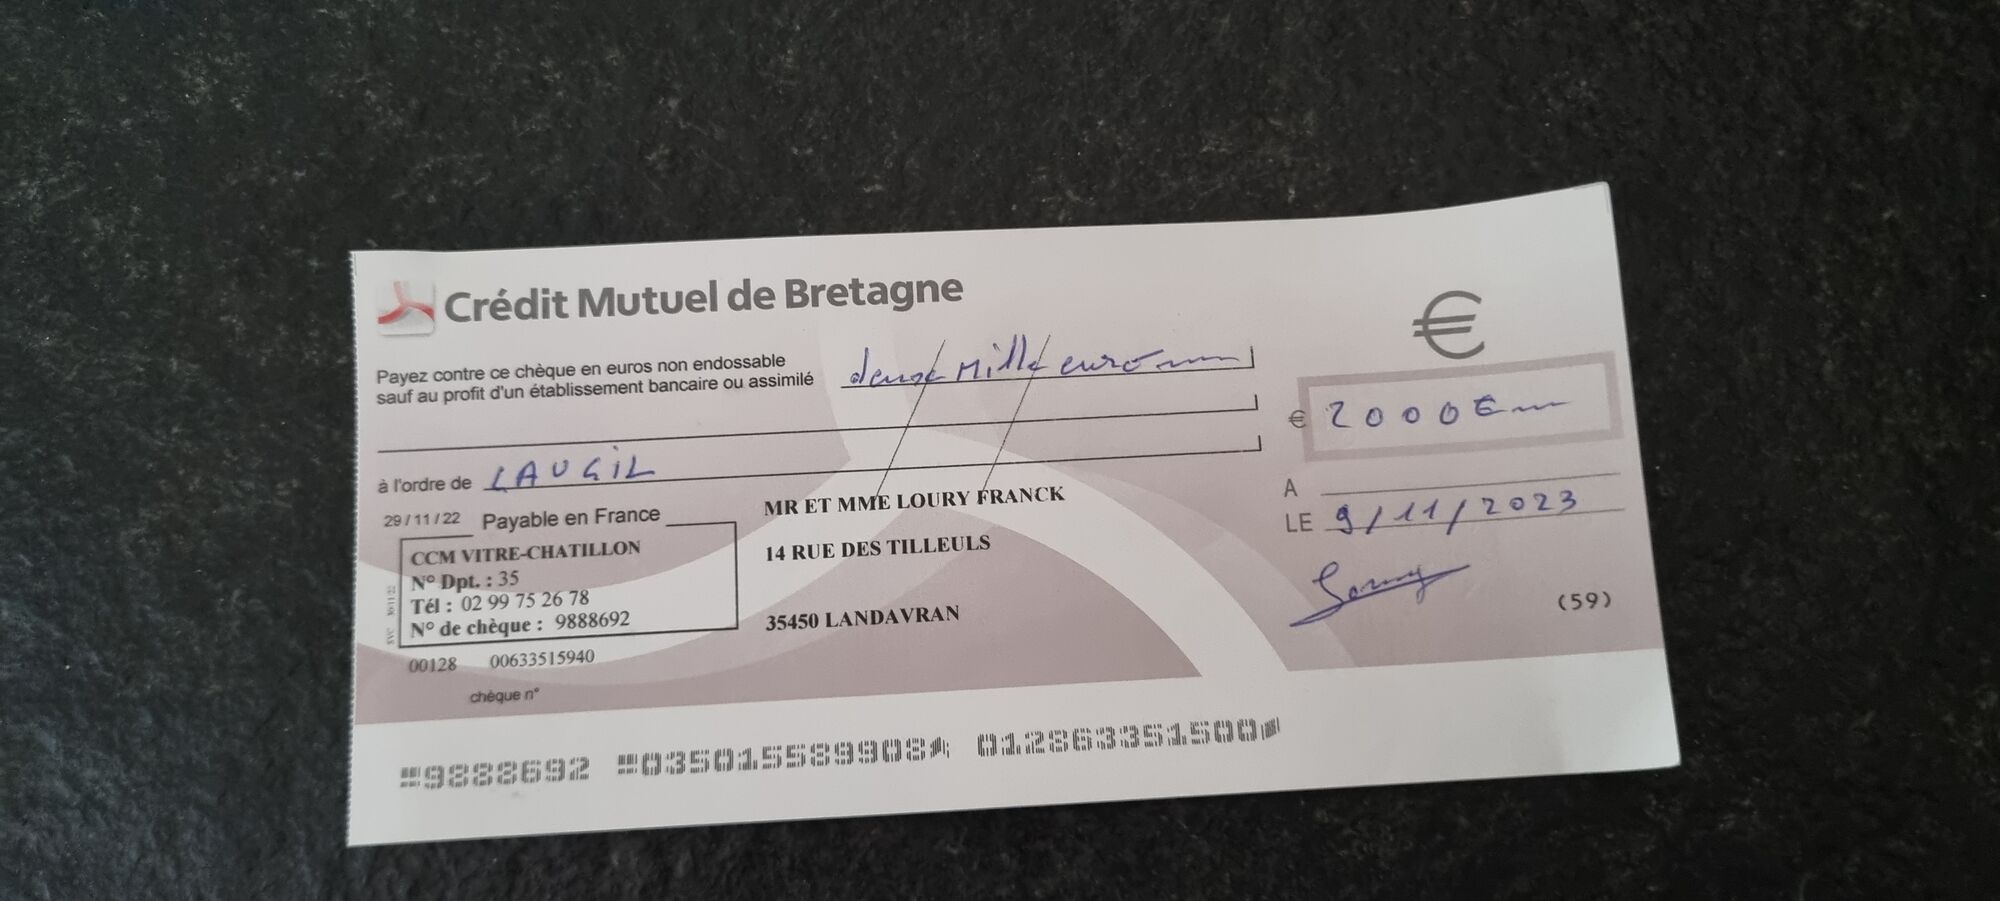 Crédit Mutuel de Bretagne
€
Payez contre ce chèque en euros non endossable
sauf au profit d'un établissement bancaire ou assimilé
deux Mille euro
€ 2000€
à l'ordre de LAUGIL
A
LE 9/11/2023
29/11/22 Payable en France
CCM VITRE-CHATILLON
N° Dpt. : 35
Tél : 02 99 75 26 78
N° de chèque : 9888692
MR ET MME LOURY FRANCK
14 RUE DES TILLEULS
35450 LANDAVRAN
(59)
00128 00633515940
chèque n°
9888692 035015589908 012863351500